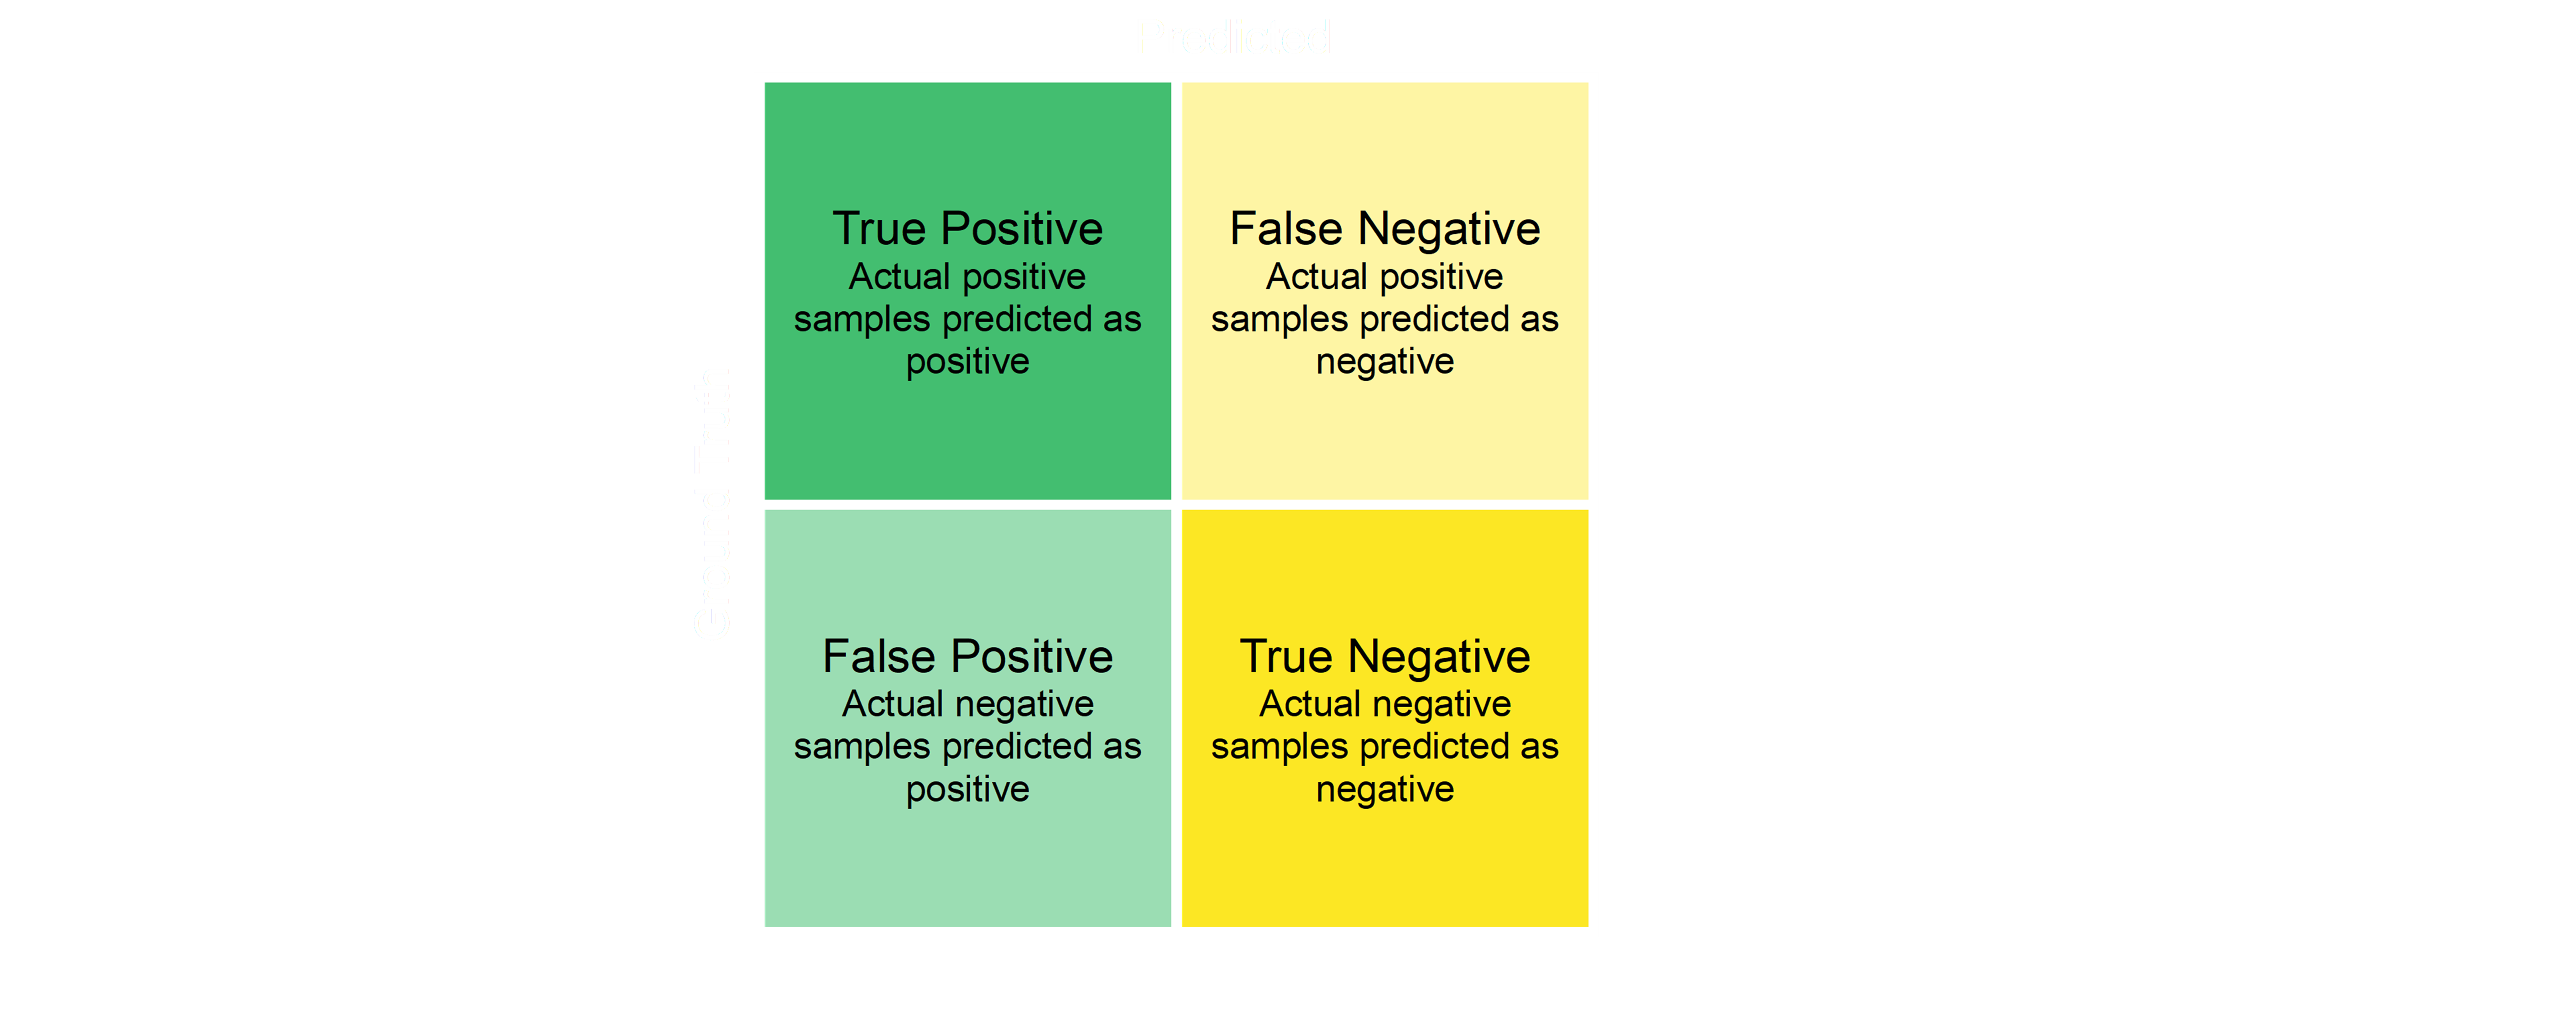 Predicted
Ground Truth
True Positive
Actual positive
samples predicted as
positive
False Negative
Actual positive
samples predicted as
negative
False Positive
Actual negative
samples predicted as
positive
True Negative
Actual negative
samples predicted as
negative